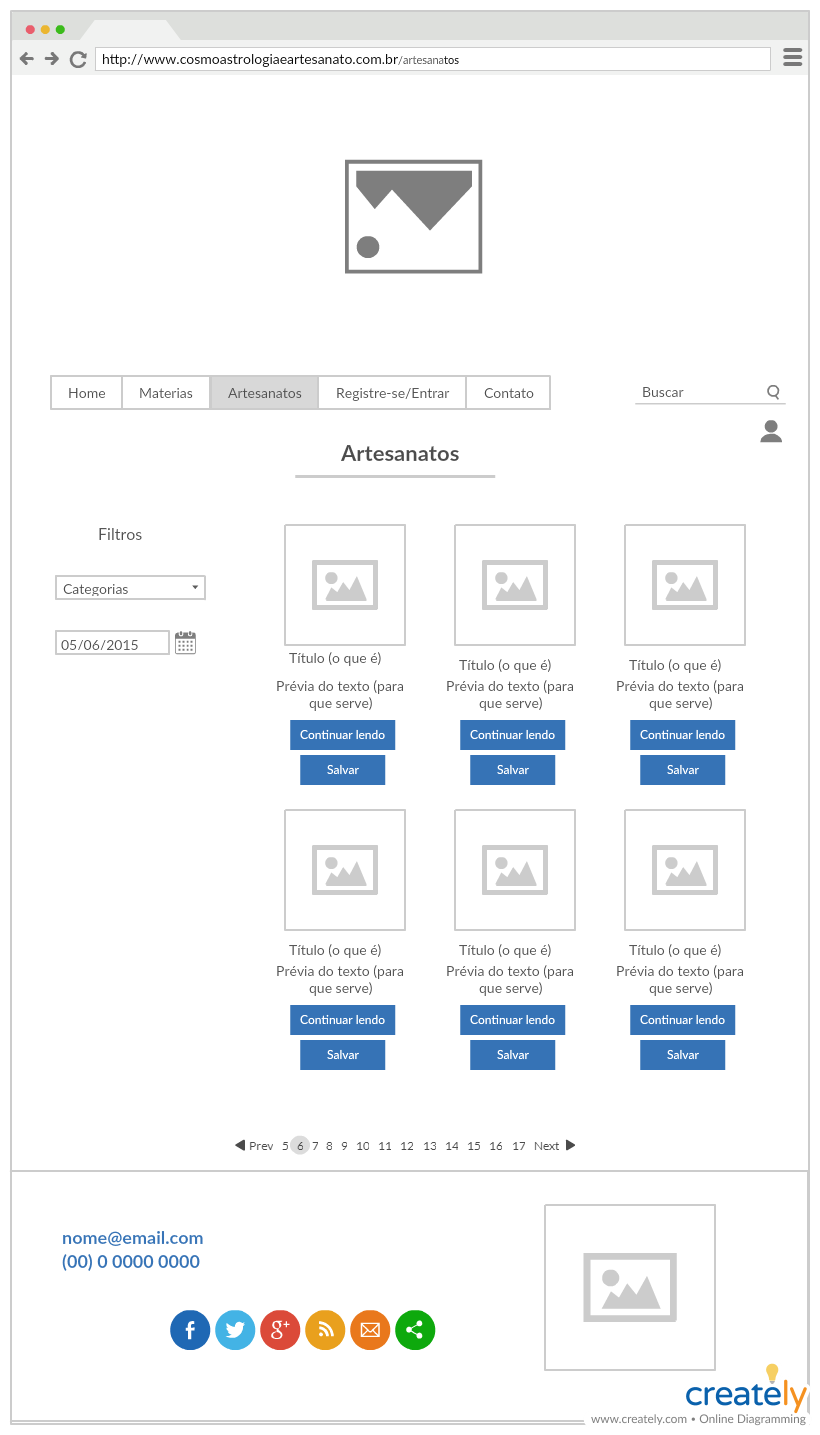 http://www.cosmoastrologiaeartesanato.com.br/artesanatos
Home Materias Artesanatos Registre-se/Entrar Contato
Buscar
Artesanatos
Filtros
Categorias
05/06/2015
Título (o que é) Título (o que é) Título (o que é)
Prévia do texto (para Prévia do texto (para Prévia do texto (para
que serve) que serve) que serve)
Continuar lendo Continuar lendo Continuar lendo
Salvar Salvar Salvar
Título (o que é) Título (o que é) Título (o que é)
Prévia do texto (para Prévia do texto (para Prévia do texto (para
que serve) que serve) que serve)
Continuar lendo Continuar lendo Continuar lendo
Salvar Salvar Salvar
Prev 5 6 7 8 9 10 11 12 13 14 15 16 17 Next
nome@email.com
(00) 0 0000 0000
f g+
creately
www.creately.com • Online Diagramming